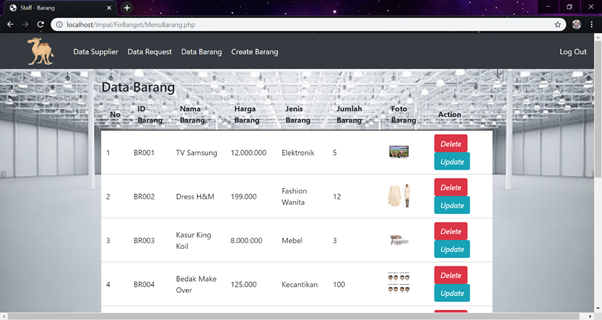 Staff - Barang
localhost/Impal/FixBanget/MenuBarang.php
Data Supplier Data Request Data Barang Create Barang Log Out
Data Barang
No ID Barang Nama Barang Harga Barang Jenis Barang Jumlah Barang Foto Barang Action
1 BR001 TV Samsung 12.000.000 Elektronik 5 Delete
Update
2 BR002 Dress H&M 199.000 Fashion Wanita 12 Delete
Update
3 BR003 Kasur King Koil 8.000.000 Mebel 3 Delete
Update
4 BR004 Bedak Make Over 125.000 Kecantikan 100 Delete
Update